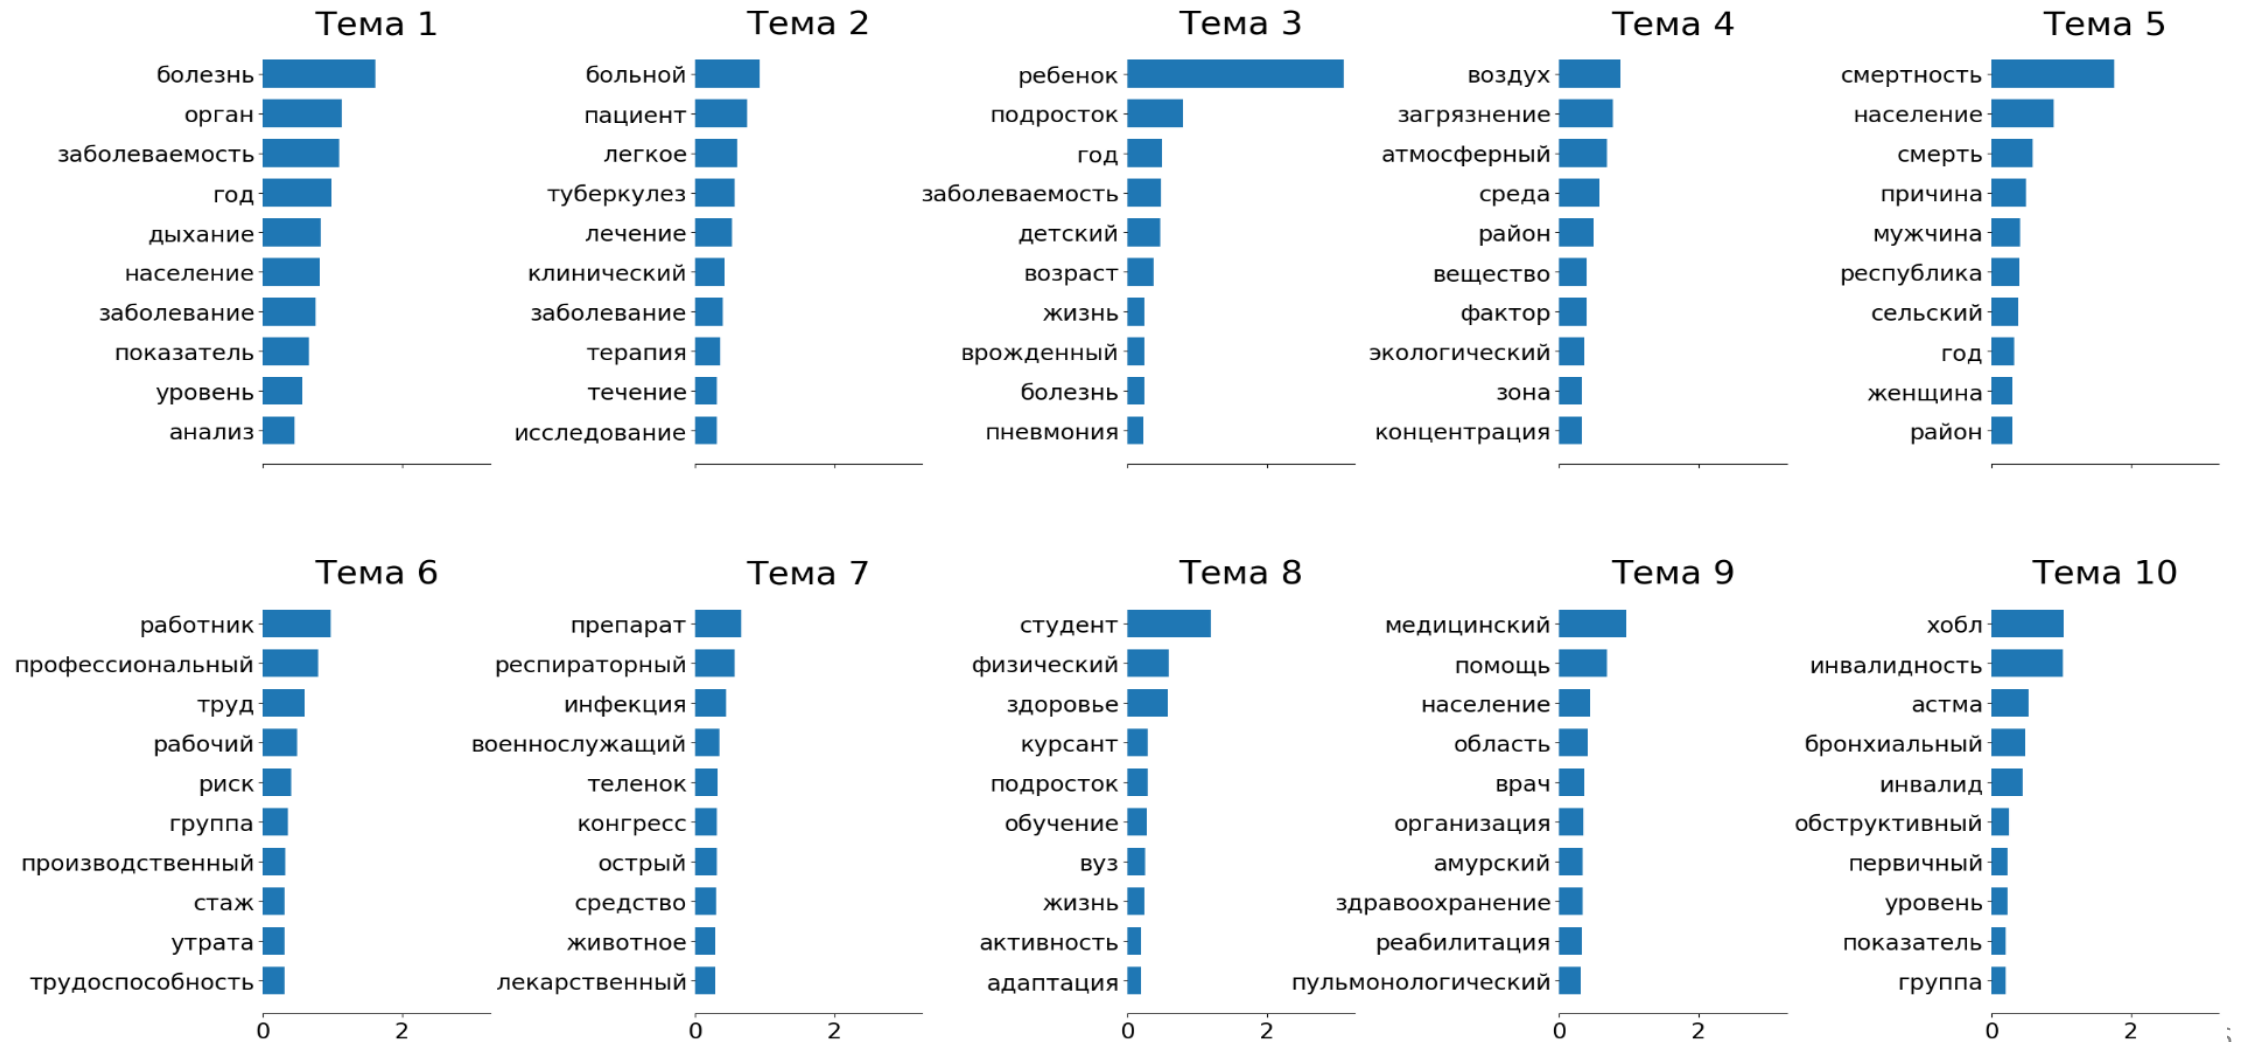 Тема 1
болезнь
орган
заболеваемость
год
дыхание
население
заболевание
показатель
уровень
анализ
Тема 2
больной
пациент
легкое
туберкулез
лечение
клинический
заболевание
терапия
течение
исследование
Тема 3
ребенок
подросток
год
заболеваемость
детский
возраст
жизнь
врожденный
болезнь
пневмония
Тема 4
воздух
загрязнение
атмосферный
среда
район
вещество
фактор
экологический
зона
концентрация
Тема 5
смертность
население
смерть
причина
мужчина
республика
сельский
год
женщина
район
Тема 6
работник
профессиональный
труд
рабочий
риск
группа
производственный
стаж
утрата
трудоспособность
0 2
Тема 7
препарат
респираторный
инфекция
военнослужащий
теленок
конгресс
острый
средство
животное
лекарственный
0 2
Тема 8
студент
физический
здоровье
курсант
подросток
обучение
вуз
жизнь
активность
адаптация
0 2
Тема 9
медицинский
помощь
население
область
врач
организация
амурский
здравоохранение
реабилитация
пульмонологический
0 2
Тема 10
хобл
инвалидность
астма
бронхиальный
инвалид
обструктивный
первичный
уровень
показатель
группа
0 2